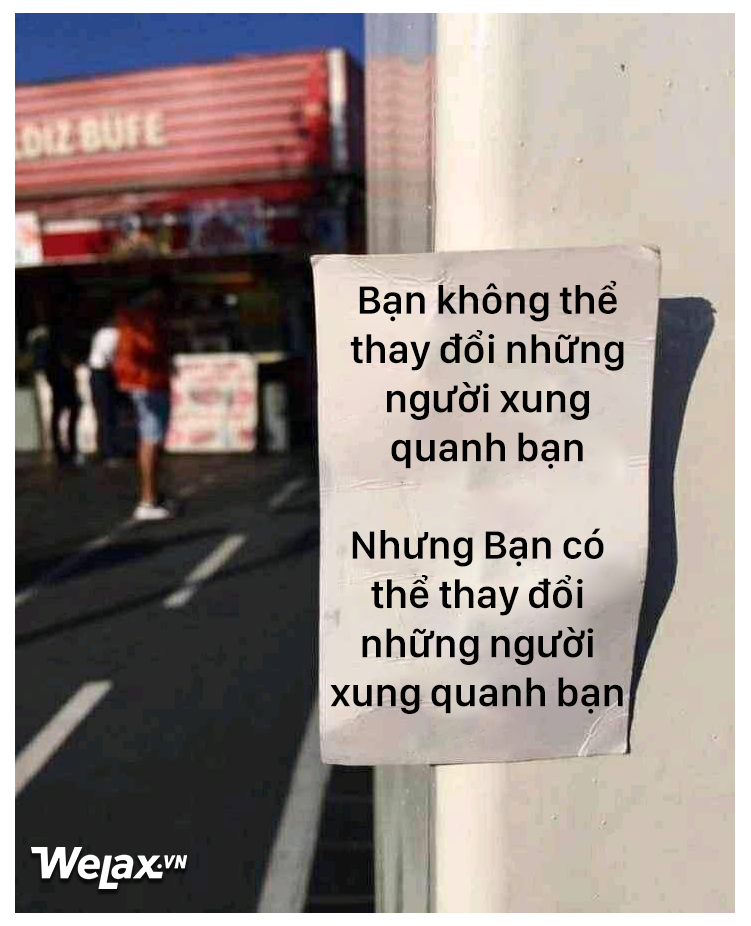 LDIZ BÜFE
Bạn không thể
thay đổi những
người xung
quanh bạn
Nhưng Bạn có
thể thay đổi
những người
xung quanh bạn
WeLax.VN